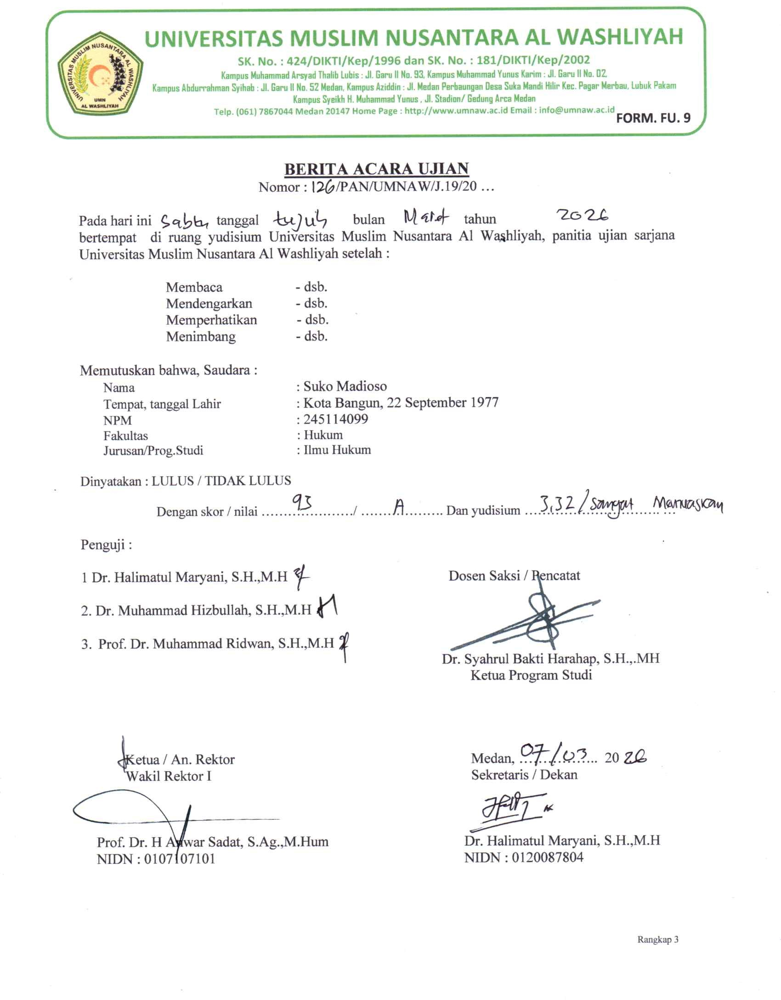 UNIVERSITAS MUSLIM NUSANTARA AL WASHLIYAH
SK. No. : 424/DIKTI/Kep/1996 dan SK. No. : 181/DIKTI/Kep/2002
Kampus Muhammad Arsyad Thalib Lubis : Jl. Garu II No. 93, Kampus Muhammad Yunus Karim : Jl. Garu II No. 02,
Kampus Abdurrahman Syihab : Jl. Garu II No. 52 Medan, Kampus Aziddin : Jl. Medan Perbaungan Desa Suka Mandi Hilir Kec. Pagar Merbau, Lubuk Pakam
Kampus Syeikh H. Muhammad Yunus , Jl. Stadion/ Gedung Arca Medan
Telp. (061) 7867044 Medan 20147 Home Page : http://www.umnaw.ac.id Email : info@umnaw.ac.id
FORM. FU. 9
UNIVERSITAS MUSLIM NUSANTARA AL WASHLIYAH
UMN
AL WASHLIYAH
BERITA ACARA UJIAN
Nomor : 126/PAN/UMNAW/J.19/20 ...
Pada hari ini Sabtu tanggal tujuh bulan Maret tahun 2026
bertempat di ruang yudisium Universitas Muslim Nusantara Al Washliyah, panitia ujian sarjana
Universitas Muslim Nusantara Al Washliyah setelah :
Membaca - dsb.
Mendengarkan - dsb.
Memperhatikan - dsb.
Menimbang - dsb.
Memutuskan bahwa, Saudara :
Nama : Suko Madioso
Tempat, tanggal Lahir : Kota Bangun, 22 September 1977
NPM : 245114099
Fakultas : Hukum
Jurusan/Prog.Studi : Ilmu Hukum
Dinyatakan : LULUS / TIDAK LULUS
Dengan skor / nilai ..... 93 ...../ ..... A ..... Dan yudisium ..... 3,32 / Sangat Memuaskan
Penguji :
1 Dr. Halimatul Maryani, S.H.,M.H
Dosen Saksi / Pencatat
2. Dr. Muhammad Hizbullah, S.H.,M.H
3. Prof. Dr. Muhammad Ridwan, S.H.,M.H
Dr. Syahrul Bakti Harahap, S.H.,.MH
Ketua Program Studi
Ketua / An. Rektor
Wakil Rektor I
Medan, 07/03 2026
Sekretaris / Dekan
Prof. Dr. H Anwar Sadat, S.Ag.,M.Hum
NIDN : 0107107101
Dr. Halimatul Maryani, S.H.,M.H
NIDN : 0120087804
Rangkap 3